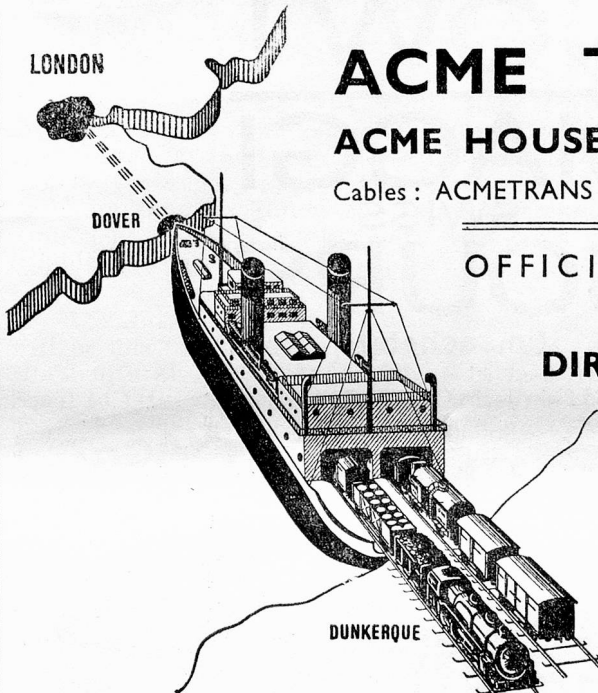 LONDON
ACME
ACME HOUSE
Cables : ACMETRANS
DOVER
OFFICI
DIR
DUNKERQUE